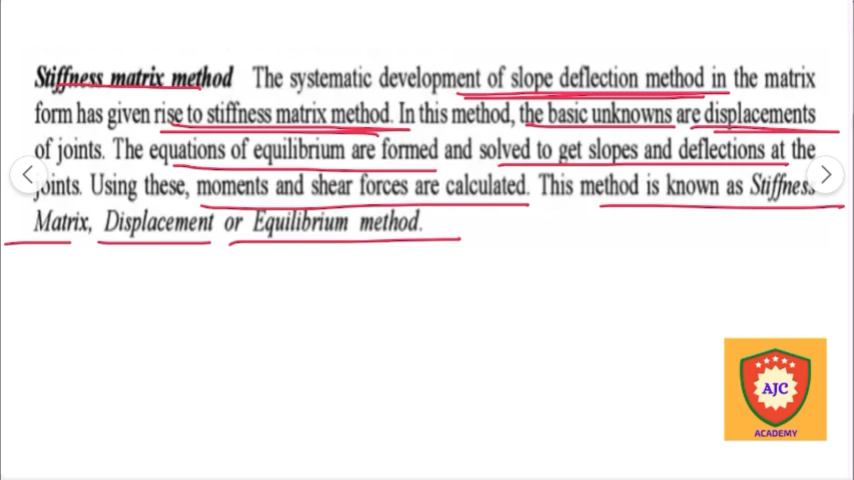 Stiffness matrix method The systematic development of slope deflection method in the matrix
form has given rise to stiffness matrix method. In this method, the basic unknowns are displacements
of joints. The equations of equilibrium are formed and solved to get slopes and deflections at the
joints. Using these, moments and shear forces are calculated. This method is known as Stiffness
Matrix, Displacement or Equilibrium method.
AJC
ACADEMY